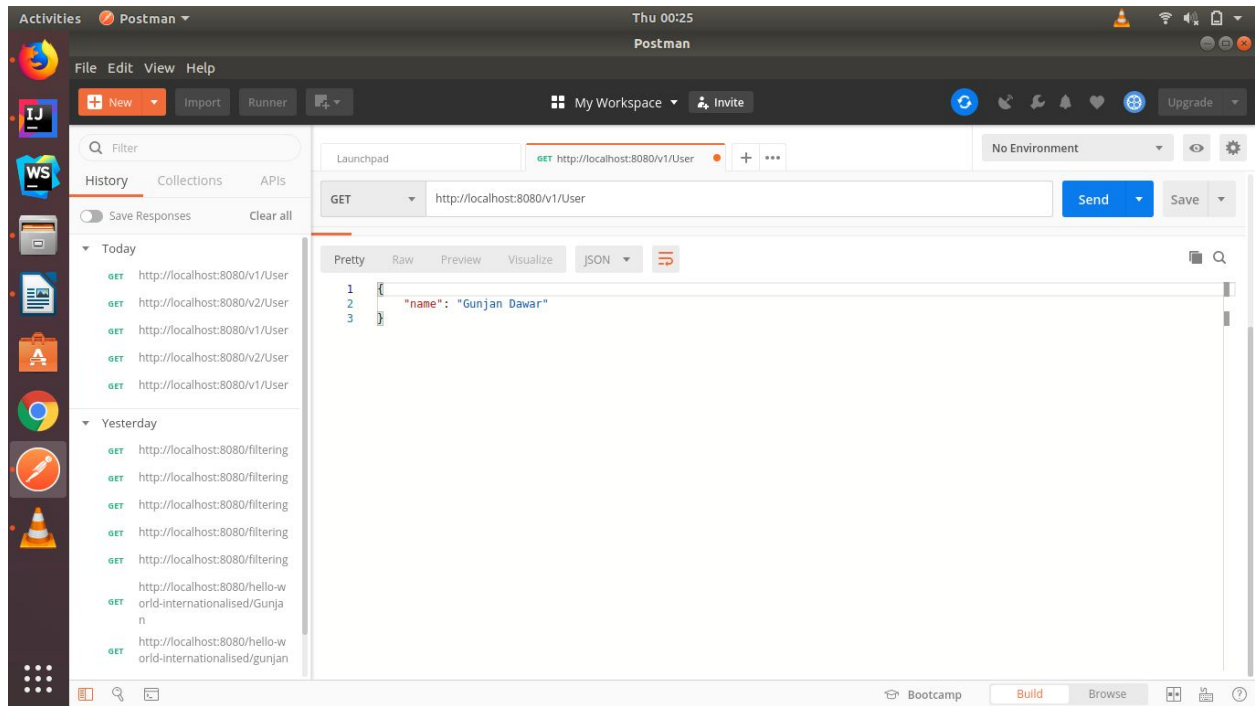 Activities Postman Thu 00:25
Postman
File Edit View Help
New Import Runner My Workspace Invite Upgrade
Filter
History Collections APIs
Save Responses Clear all
Today
GET http://localhost:8080/v1/User
GET http://localhost:8080/v2/User
GET http://localhost:8080/v1/User
GET http://localhost:8080/v2/User
GET http://localhost:8080/v1/User
Yesterday
GET http://localhost:8080/filtering
GET http://localhost:8080/filtering
GET http://localhost:8080/filtering
GET http://localhost:8080/filtering
GET http://localhost:8080/filtering
http://localhost:8080/hello-w
GET orld-internationalised/Gunja
n
http://localhost:8080/hello-w
GET orld-internationalised/gunjan
Launchpad GET http://localhost:8080/v1/User + •••
No Environment
GET http://localhost:8080/v1/User Send Save
Pretty Raw Preview Visualize JSON
1 {
2 "name": "Gunjan Dawar"
3 }
Bootcamp Build Browse ?
IJ
WS